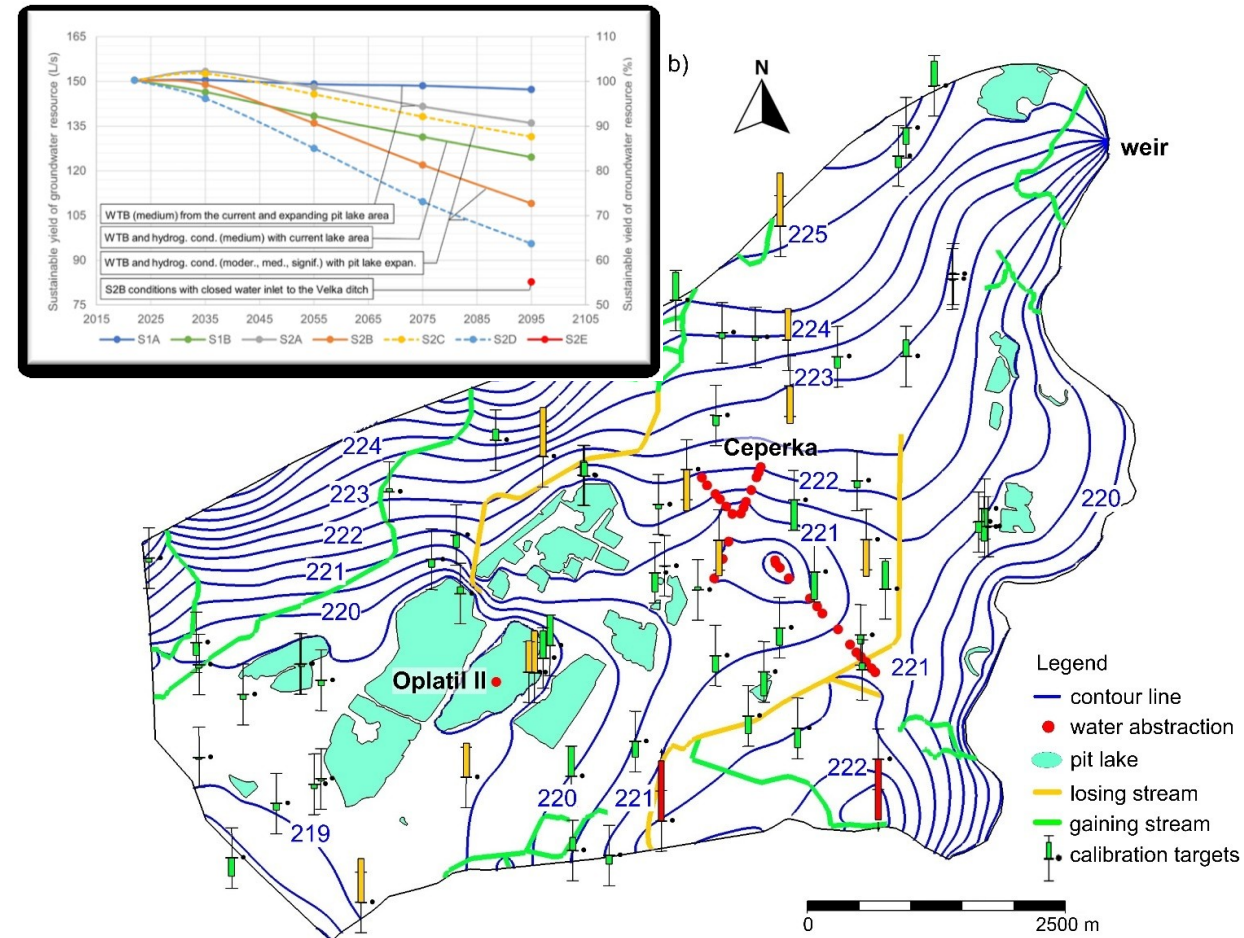 165
150
135
120
105
90
75
110
100
90
80
70
60
50
Sustainable yield of groundwater resource (L/s)
Sustainable yield of groundwater resource (%)
WTB (medium) from the current and expanding pit lake area
WTB and hydrog. cond. (medium) with current lake area
WTB and hydrog. cond. (moder., med., signif.) with pit lake expan.
S2B conditions with closed water inlet to the Velka ditch
2015 2025 2035 2045 2055 2065 2075 2085 2095 2105
S1A S1B S2A S2B S2C S2D S2E
b)
N
weir
225
224
223
224
Ceperka
222
223
220
222
221
221
220
221
Oplatil II
222
220
221
219
Legend
contour line
water abstraction
pit lake
losing stream
gaining stream
calibration targets
0 2500 m